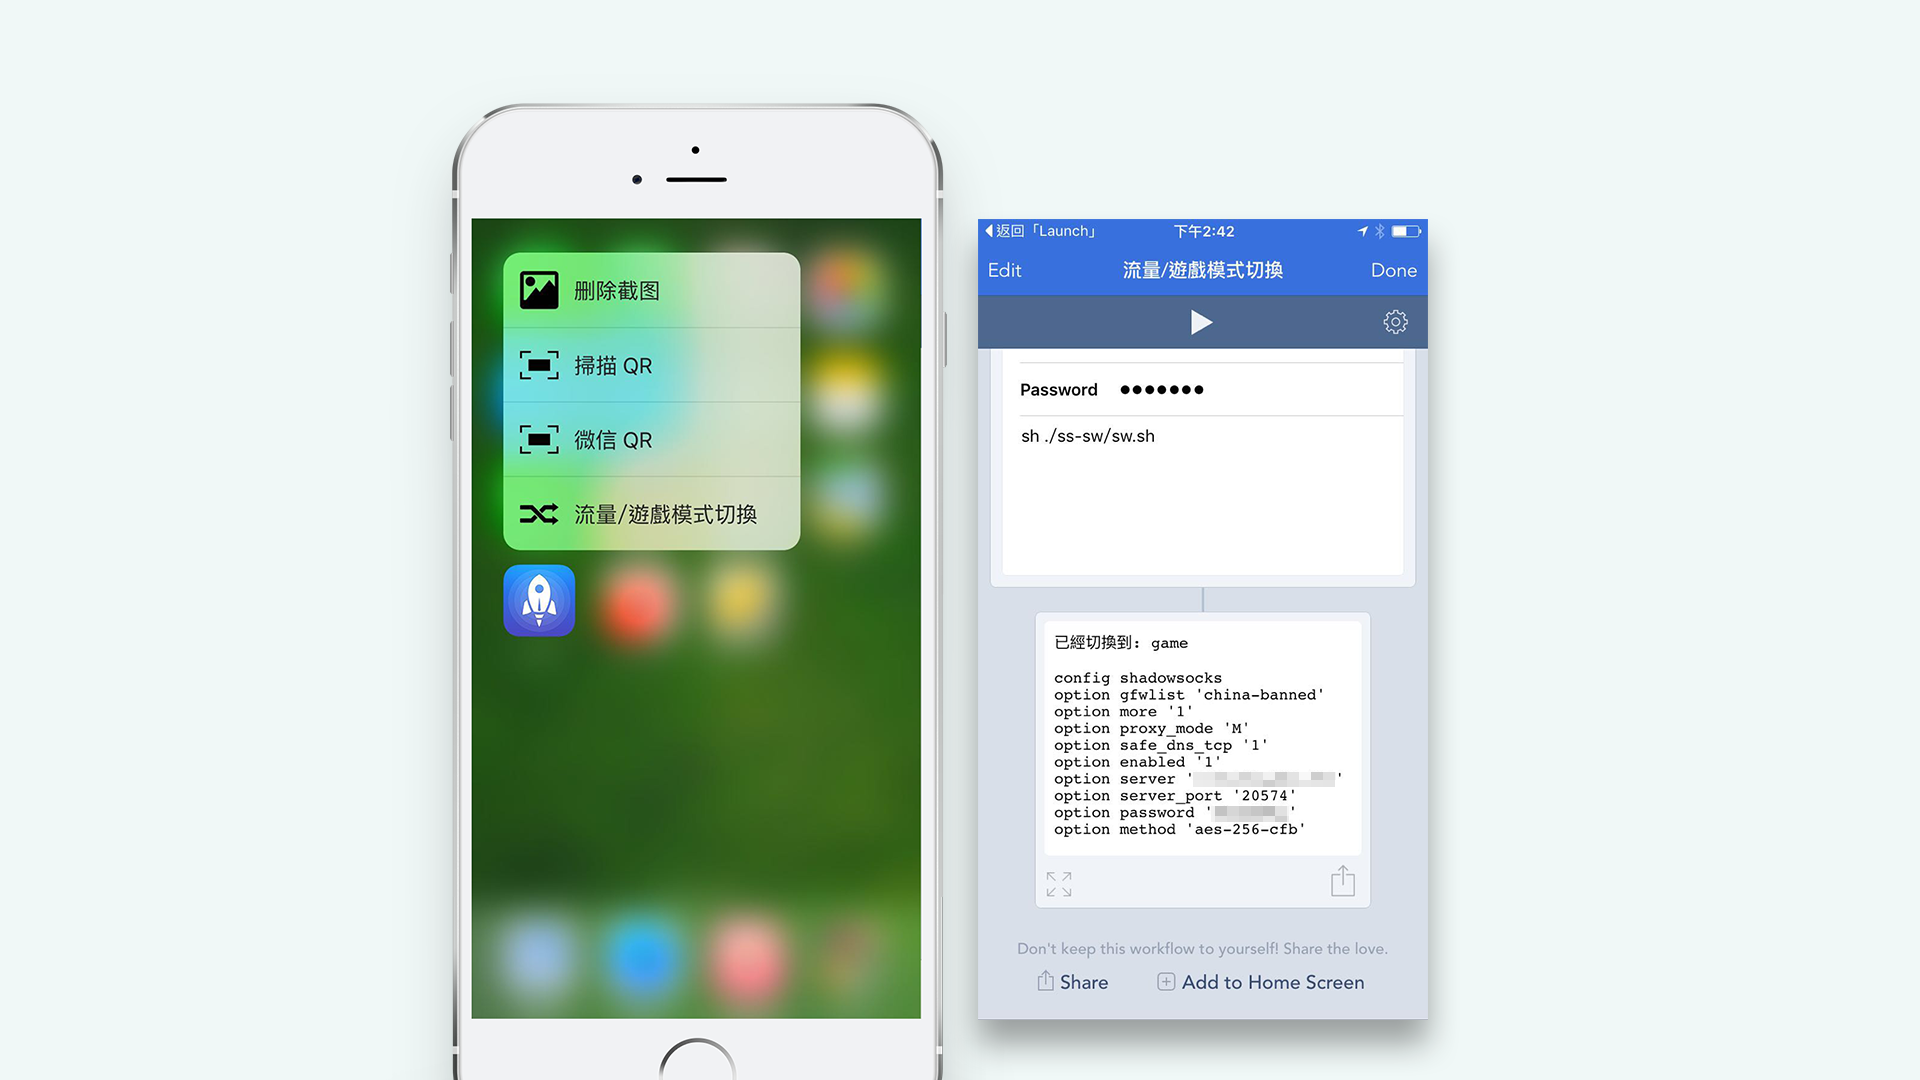 删除截图
掃描 QR
微信 QR
流量/遊戲模式切換
返回「Launch」
下午2:42
Edit
流量/遊戲模式切換
Done
Password ●●●●●●●
sh ./ss-sw/sw.sh
已經切換到: game
config shadowsocks
option gfwlist 'china-banned'
option more '1'
option proxy_mode 'M'
option safe_dns_tcp '1'
option enabled '1'
option server ' '
option server_port '20574'
option password ' '
option method 'aes-256-cfb'
Don't keep this workflow to yourself! Share the love.
Share
Add to Home Screen